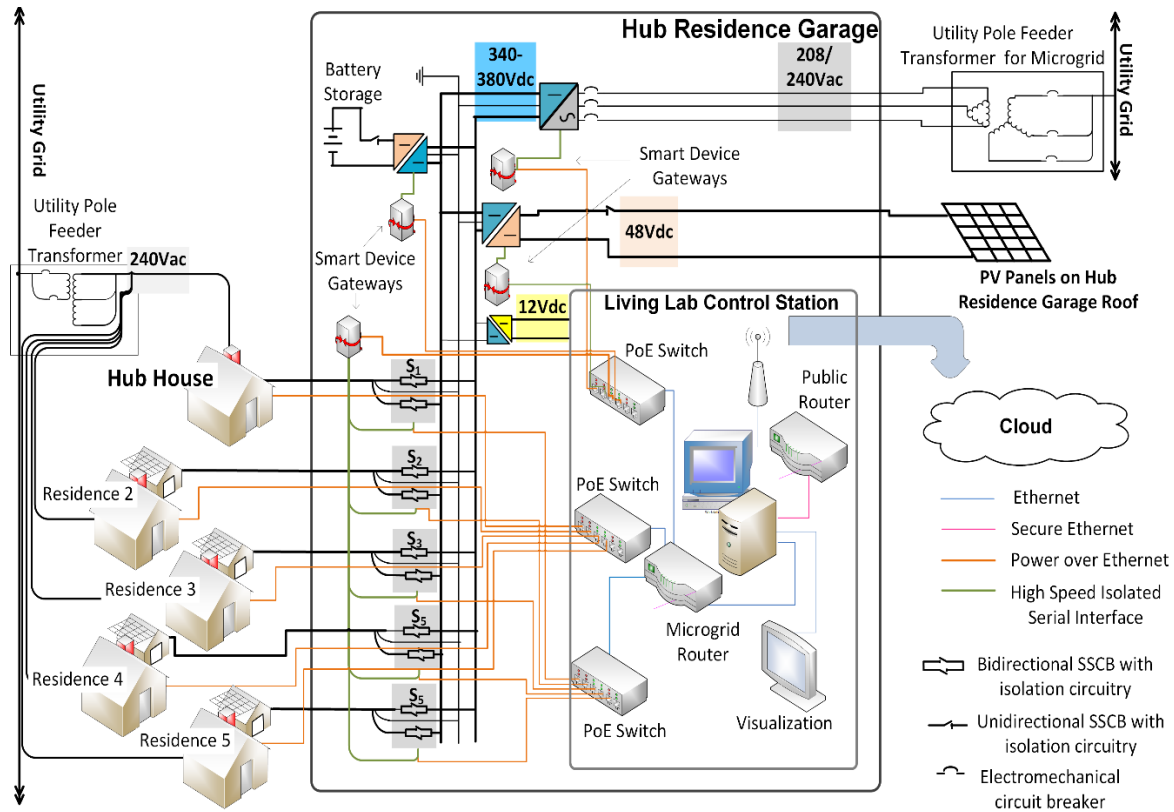 Hub Residence Garage
Utility Grid
340-
380Vdc
208/
240Vac
Utility Pole Feeder
Transformer for Microgrid
Utility Grid
Battery
Storage
Smart Device
Gateways
Utility Pole
Feeder
Transformer
240Vac
48Vdc
Smart Device
Gateways
PV Panels on Hub
Residence Garage Roof
12Vdc
Living Lab Control Station
PoE Switch
Public
Router
Hub House
S1
Cloud
S2
Residence 2
PoE Switch
S3
Residence 3
S5
Residence 4
Microgrid
Router
S5
Residence 5
PoE Switch
Visualization
Ethernet
Secure Ethernet
Power over Ethernet
High Speed Isolated
Serial Interface
Bidirectional SSCB with
isolation circuitry
Unidirectional SSCB with
isolation circuitry
Electromechanical
circuit breaker